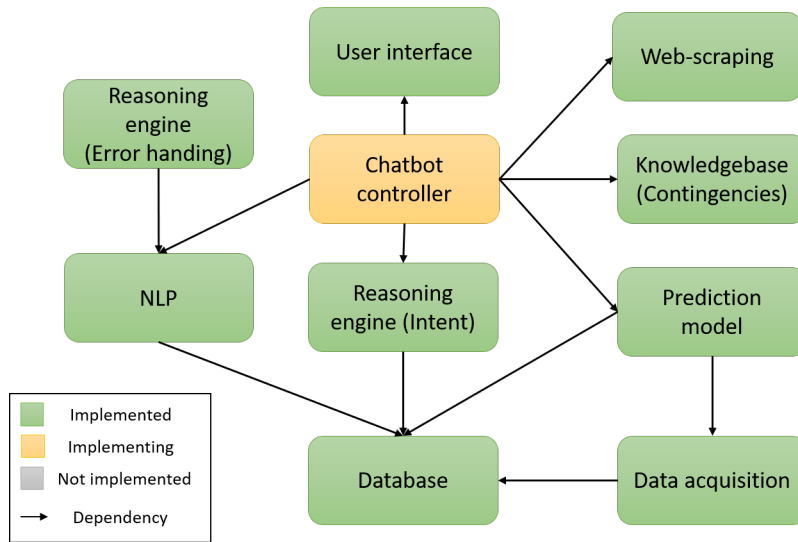 User interface
Web-scraping
Reasoning
engine
(Error handing)
Chatbot
controller
Knowledgebase
(Contingencies)
NLP
Reasoning
engine (Intent)
Prediction
model
Implemented
Implementing
Not implemented
Dependency
Database
Data acquisition